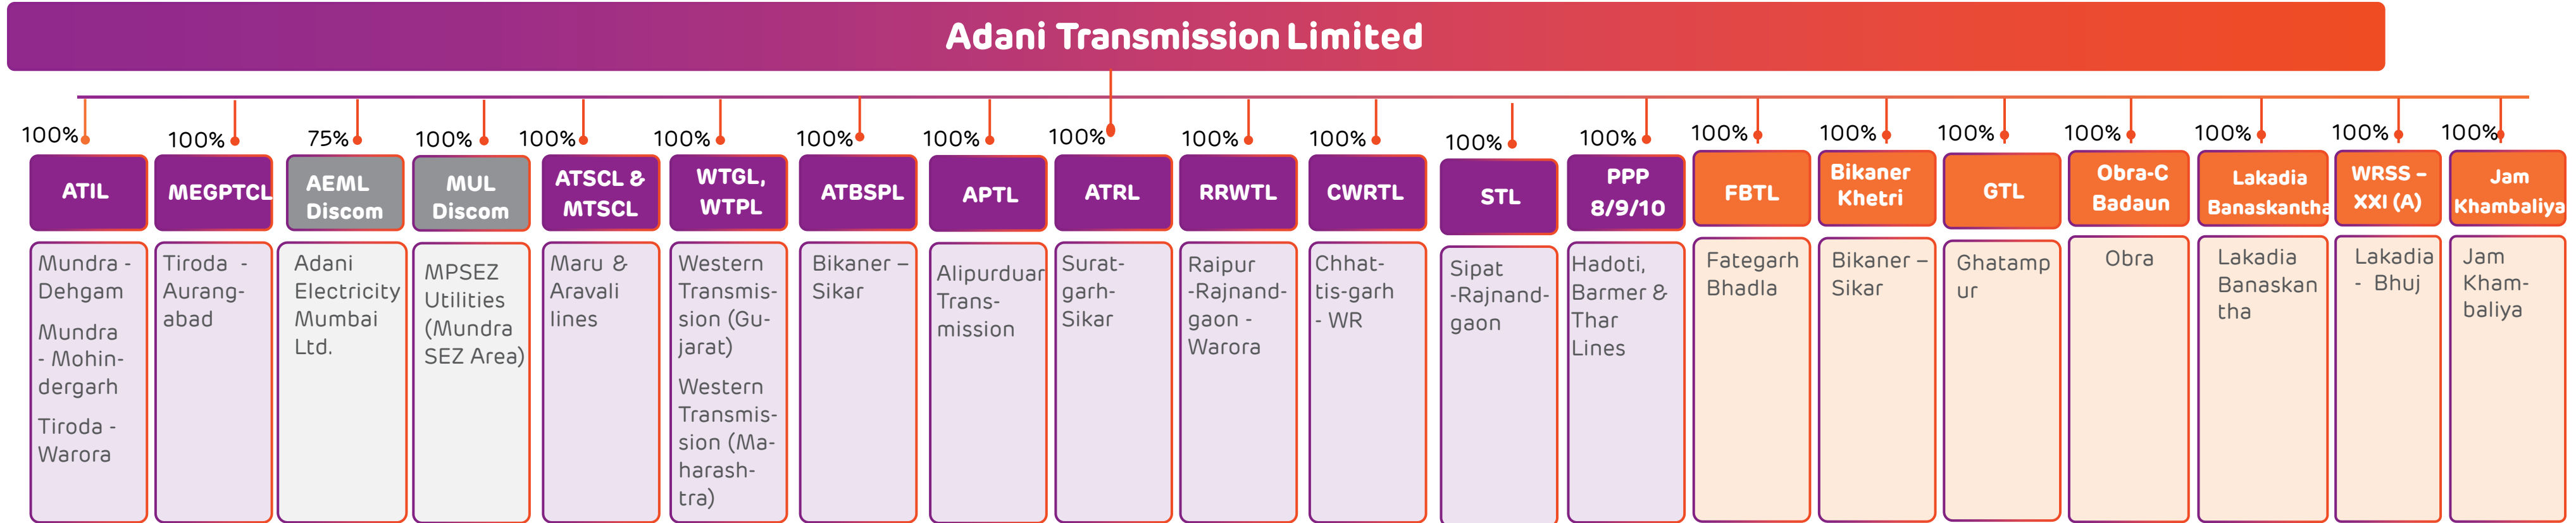 Adani Transmission Limited
100%
ATIL
Mundra -
Dehgam
Mundra
- Mohin-
dergarh
Tiroda -
Warora
100%
MEGPTCL
Tiroda -
Aurang-
abad
75%
AEML
Discom
Adani
Electricity
Mumbai
Ltd.
100%
MUL
Discom
MPSEZ
Utilities
(Mundra
SEZ Area)
100%
ATSCL &
MTSCL
Maru &
Aravali
lines
100%
WTGL,
WTPL
Western
Transmis-
sion (Gu-
jarat)
Western
Transmis-
sion (Ma-
harash-
tra)
100%
ATBSPL
Bikaner –
Sikar
100%
APTL
Alipurduar
Trans-
mission
100%
ATRL
Surat-
garh-
Sikar
100%
RRWTL
Raipur
-Rajnand-
gaon -
Warora
100%
CWRTL
Chhat-
tis-garh
- WR
100%
STL
Sipat
-Rajnand-
gaon
100%
PPP
8/9/10
Hadoti,
Barmer &
Thar
Lines
100%
FBTL
Fategarh
Bhadla
100%
Bikaner
Khetri
Bikaner –
Sikar
100%
GTL
Ghatamp
ur
100%
Obra-C
Badaun
Obra
100%
Lakadia
Banaskantha
Lakadia
Banaskan
tha
100%
WRSS –
XXI (A)
Lakadia
- Bhuj
100%
Jam
Khambaliya
Jam
Kham-
baliya